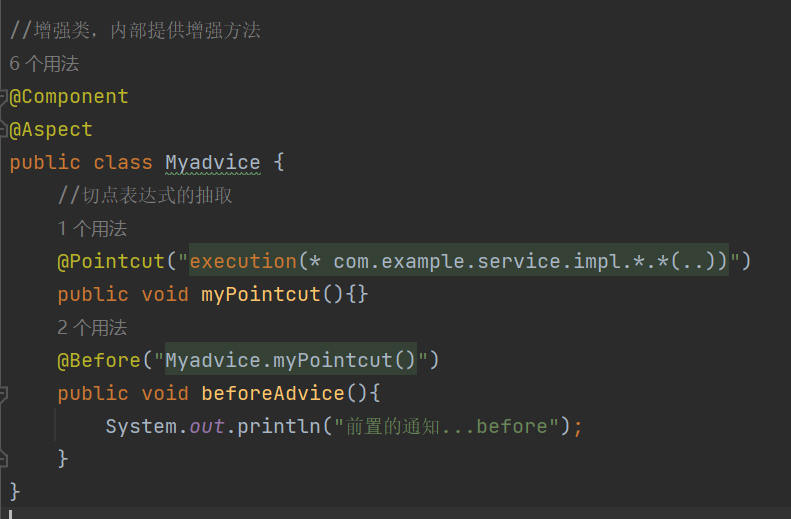 //增强类，内部提供增强方法
6 个用法
@Component
@Aspect
public class Myadvice {
//切点表达式的抽取
1 个用法
@Pointcut("execution(* com.example.service.impl.*.*(..))")
public void myPointcut(){}
2 个用法
@Before("Myadvice.myPointcut()")
public void beforeAdvice(){
System.out.println("前置的通知...before");
}
}